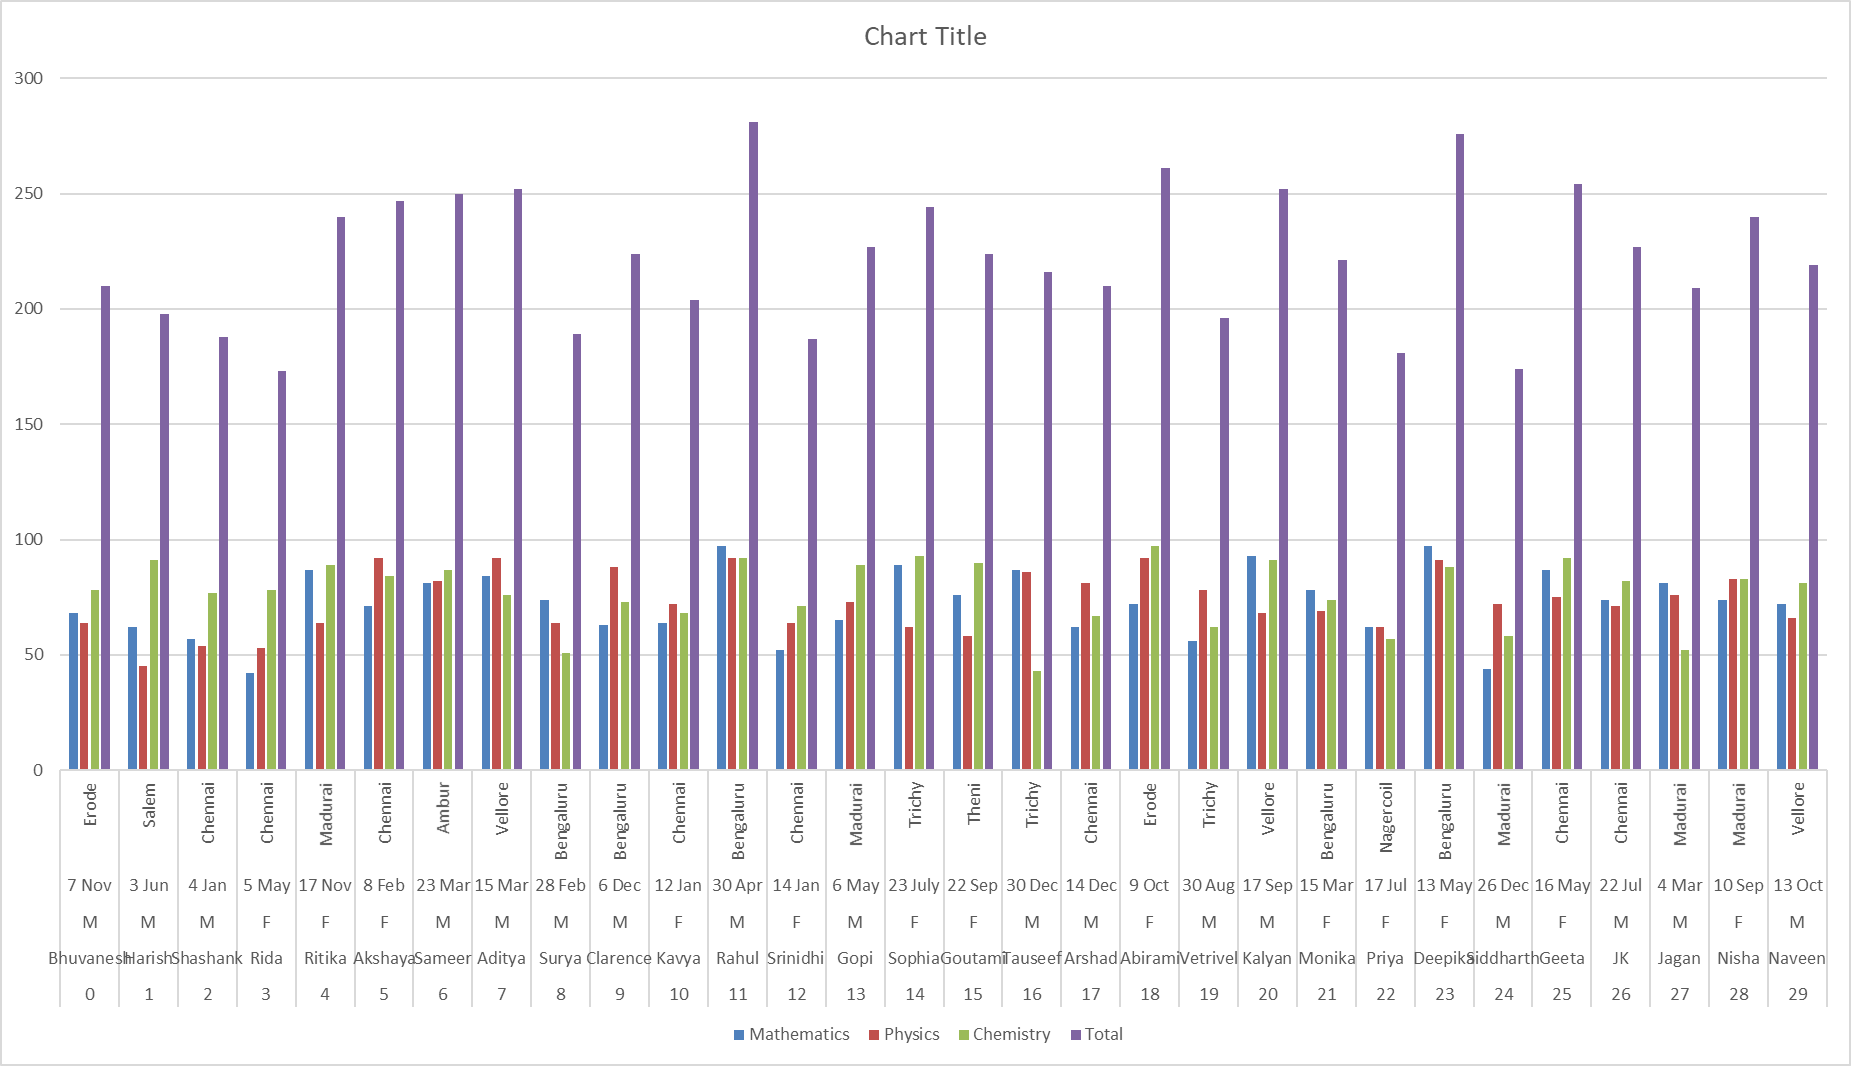 Chart Title
300
250
200
150
100
50
0
Erode Salem Chennai Chennai Madurai Chennai Ambur Vellore Bengaluru Bengaluru Chennai Bengaluru Chennai Madurai Trichy Theni Trichy Chennai Erode Trichy Vellore Bengaluru Nagercoil Bengaluru Madurai Chennai Chennai Madurai Madurai Vellore
7 Nov 3 Jun 4 Jan 5 May 17 Nov 8 Feb 23 Mar 15 Mar 28 Feb 6 Dec 12 Jan 30 Apr 14 Jan 6 May 23 July 22 Sep 30 Dec 14 Dec 9 Oct 30 Aug 17 Sep 15 Mar 17 Jul 13 May 26 Dec 16 May 22 Jul 4 Mar 10 Sep 13 Oct
M M M F F F M M M M F M F M F F M M F M M F F F M F M M F M
Bhuvanesh Harish Shashank Rida Ritika Akshaya Sameer Aditya Surya Clarence Kavya Rahul Srinidhi Gopi Sophia Goutami Tauseef Arshad Abirami Vetrivel Kalyan Monika Priya Deepika Siddharth Geeta JK Jagan Nisha Naveen
0 1 2 3 4 5 6 7 8 9 10 11 12 13 14 15 16 17 18 19 20 21 22 23 24 25 26 27 28 29
Mathematics Physics Chemistry Total